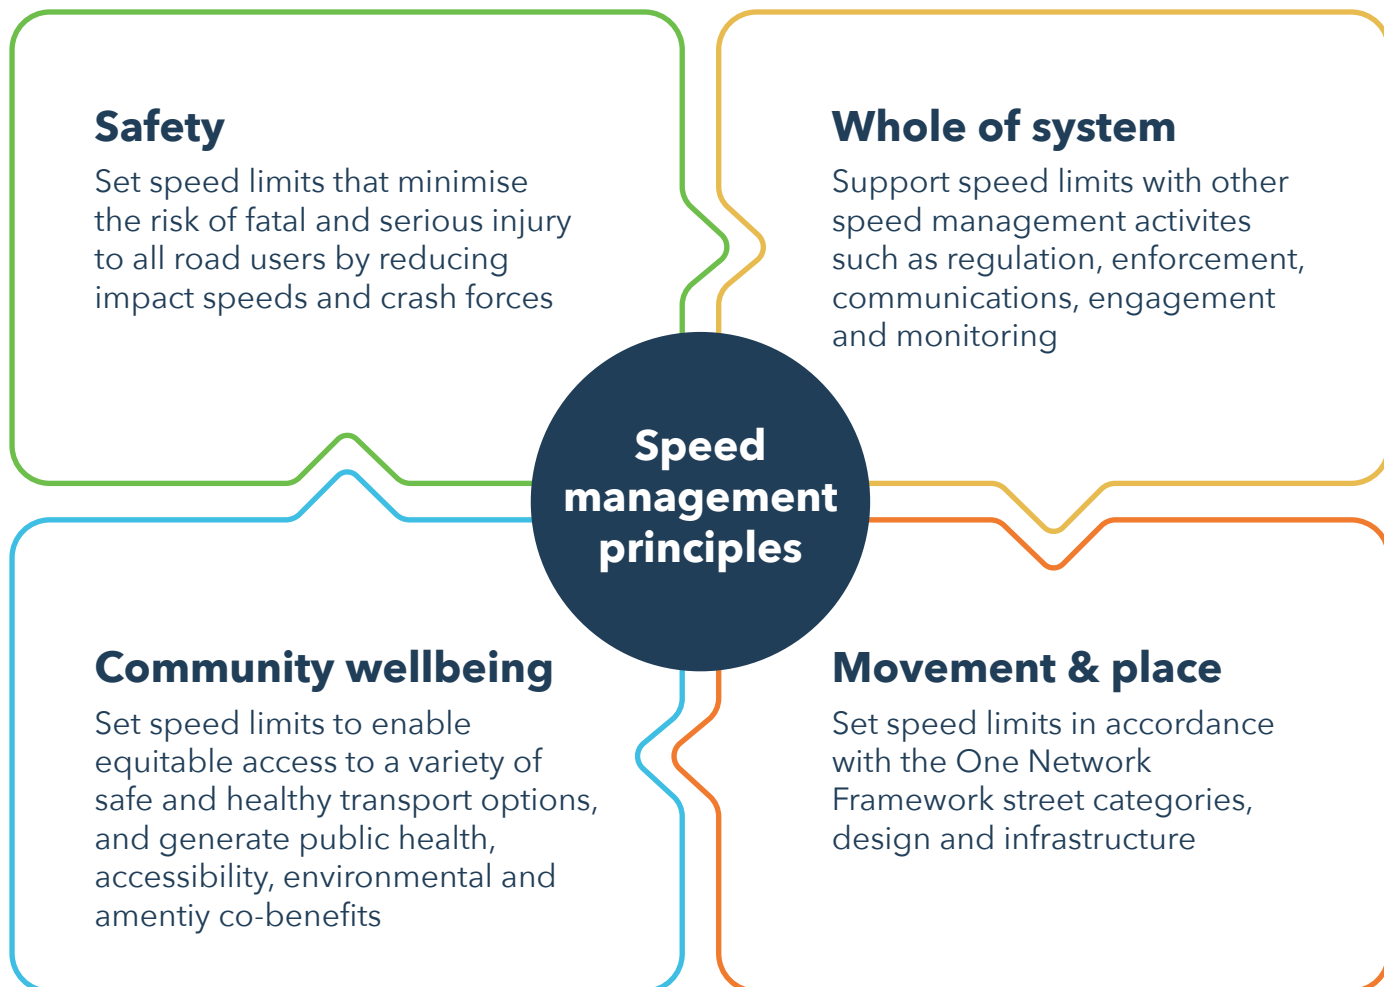 Safety
Set speed limits that minimise
the risk of fatal and serious injury
to all road users by reducing
impact speeds and crash forces
Whole of system
Support speed limits with other
speed management activites
such as regulation, enforcement,
communications, engagement
and monitoring
Speed
management
principles
Community wellbeing
Set speed limits to enable
equitable access to a variety of
safe and healthy transport options,
and generate public health,
accessibility, environmental and
amentiy co-benefits
Movement & place
Set speed limits in accordance
with the One Network
Framework street categories,
design and infrastructure